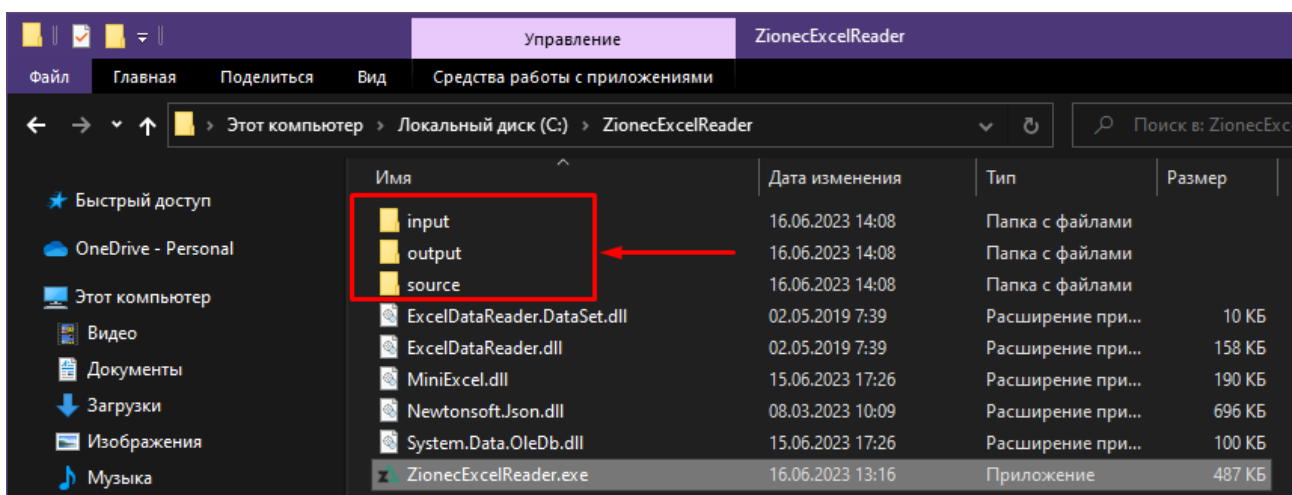 Управление ZionecExcelReader
Файл Главная Поделиться Вид Средства работы с приложениями
Этот компьютер › Локальный диск (C:) › ZionecExcelReader Поиск в: ZionecExc
Имя Дата изменения Тип Размер
Быстрый доступ
OneDrive - Personal
Этот компьютер
Видео
Документы
Загрузки
Изображения
Музыка
input 16.06.2023 14:08 Папка с файлами
output 16.06.2023 14:08 Папка с файлами
source 16.06.2023 14:08 Папка с файлами
ExcelDataReader.DataSet.dll 02.05.2019 7:39 Расширение при... 10 КБ
ExcelDataReader.dll 02.05.2019 7:39 Расширение при... 158 КБ
MiniExcel.dll 15.06.2023 17:26 Расширение при... 190 КБ
Newtonsoft.Json.dll 08.03.2023 10:09 Расширение при... 696 КБ
System.Data.OleDb.dll 15.06.2023 17:26 Расширение при... 100 КБ
ZionecExcelReader.exe 16.06.2023 13:16 Приложение 487 КБ